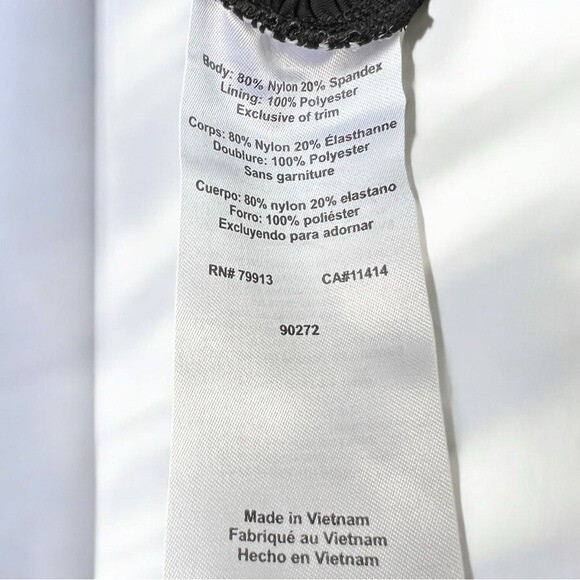 Body: 80% Nylon 20% Spandex
Lining: 100% Polyester
Exclusive of trim
Corps: 80% Nylon 20% Élasthanne
Doublure: 100% Polyester
Sans garniture
Cuerpo: 80% nylon 20% elastano
Forro: 100% poliéster
Excluyendo para adornar
RN# 79913 CA#11414
90272
Made in Vietnam
Fabriqué au Vietnam
Hecho en Vietnam